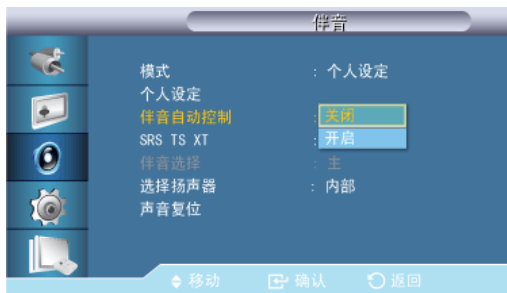 伴音
模式 : 个人设定
个人设定
伴音自动控制 : 关闭
开启
SRS TS XT :
伴音选择 : 主
选择扬声器 : 内部
声音复位
移动 确认 返回